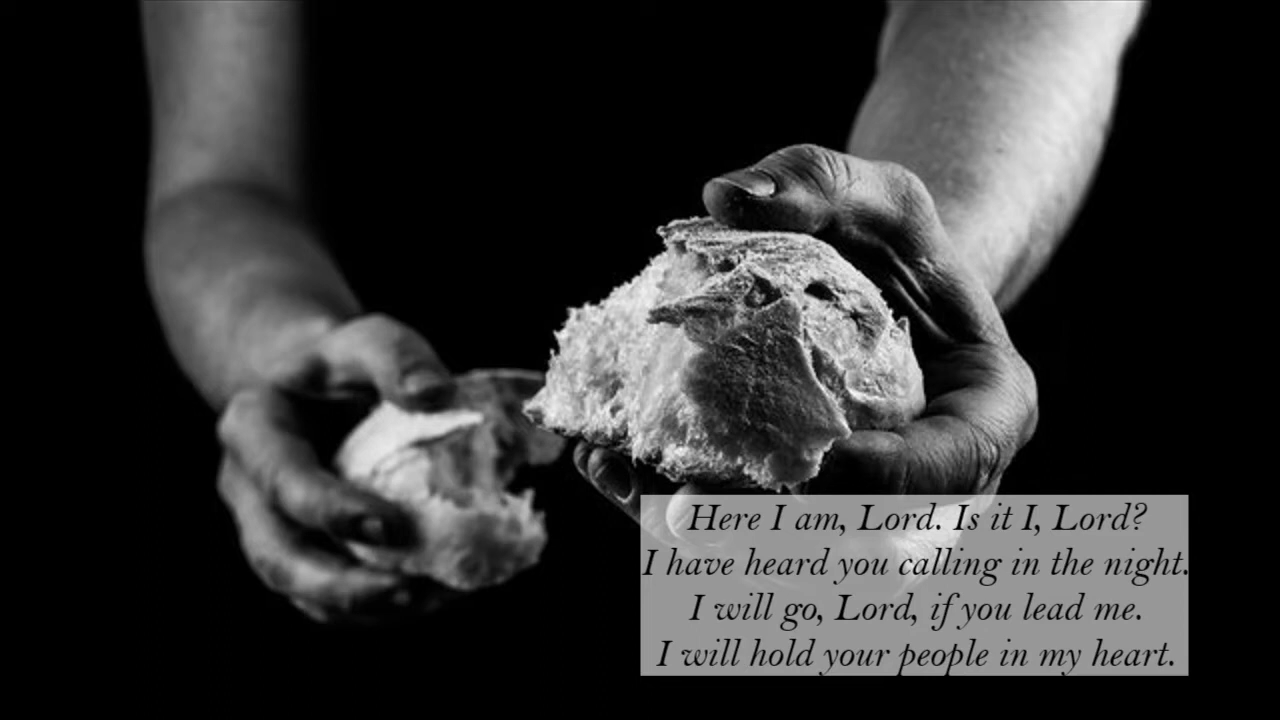 Here I am, Lord. Is it I, Lord?
I have heard you calling in the night.
I will go, Lord, if you lead me.
I will hold your people in my heart.